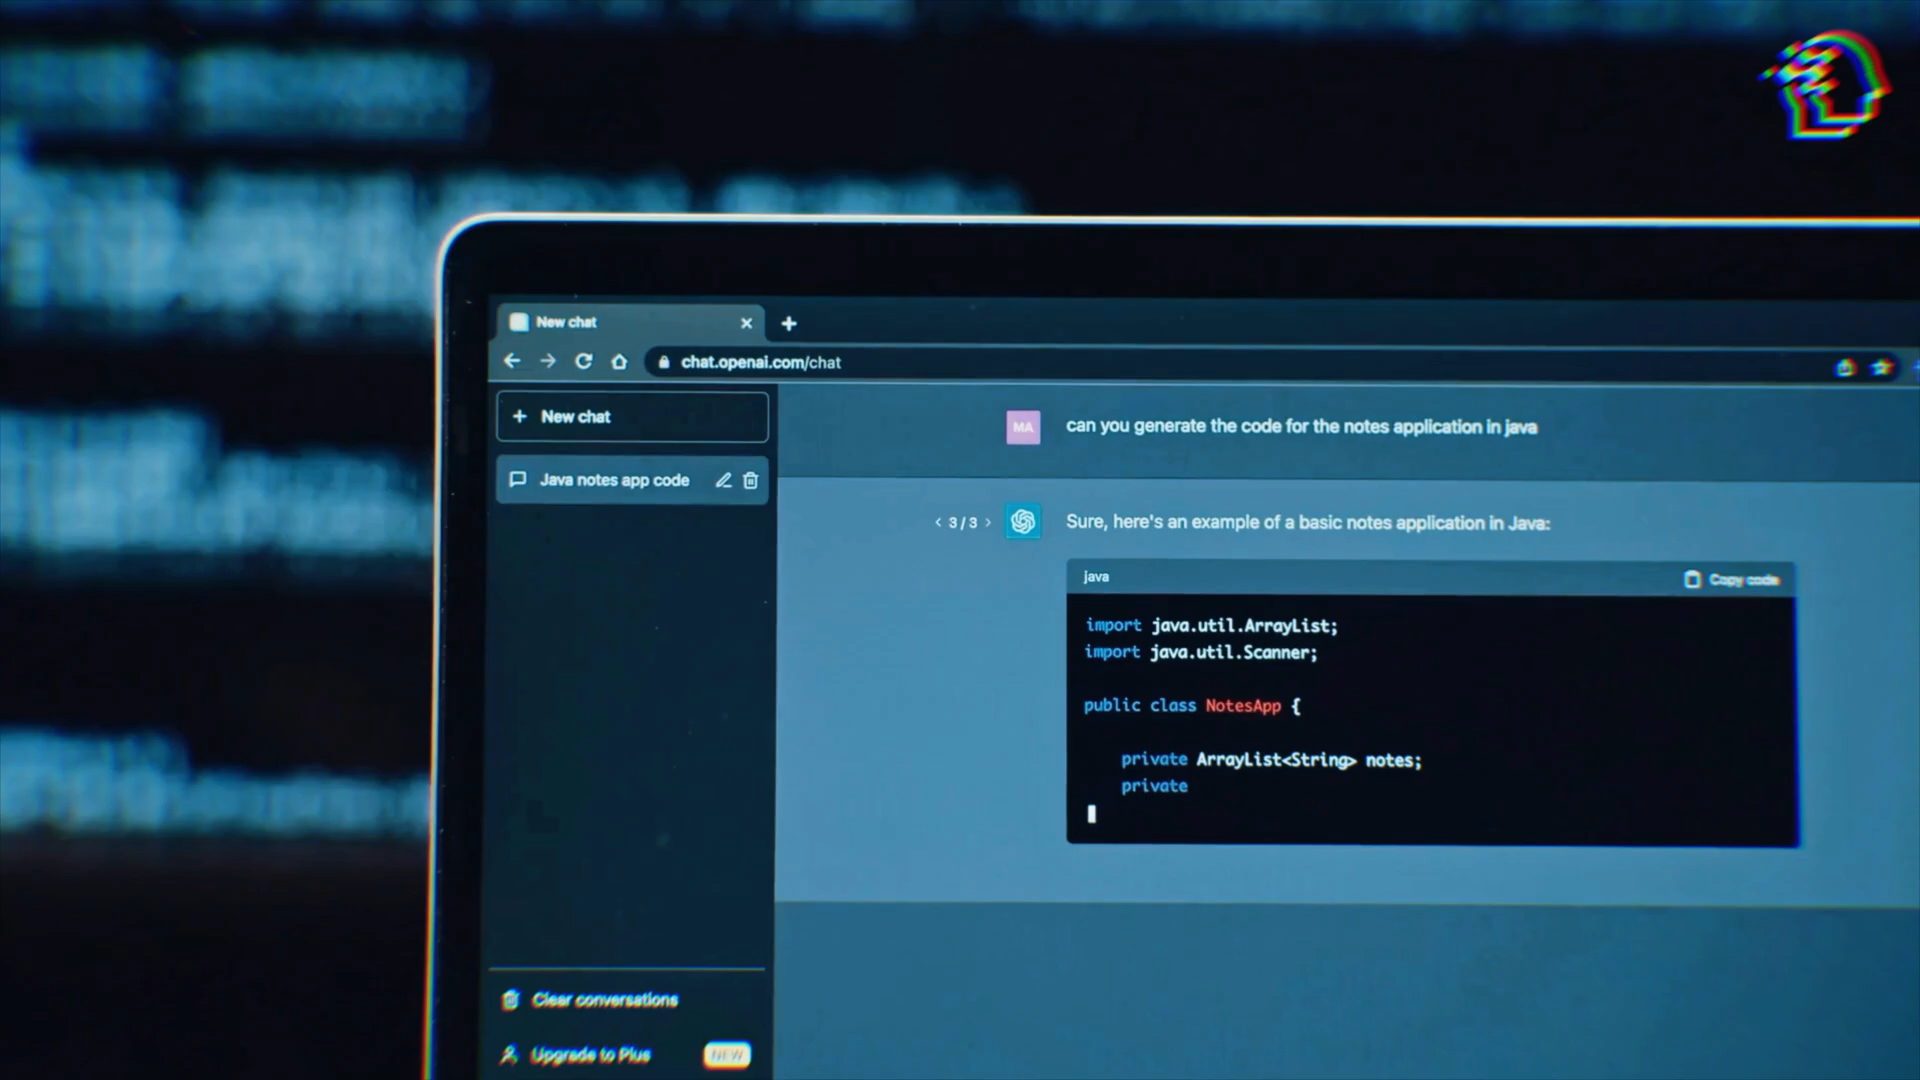 New chat
chat.openai.com/chat
New chat
Java notes app code
MA
can you generate the code for the notes application in java
3 / 3
Sure, here's an example of a basic notes application in Java:
java
Copy code
import java.util.ArrayList;
import java.util.Scanner;
public class NotesApp {
private ArrayList<String> notes;
private
Clear conversations
Upgrade to Plus
NEW